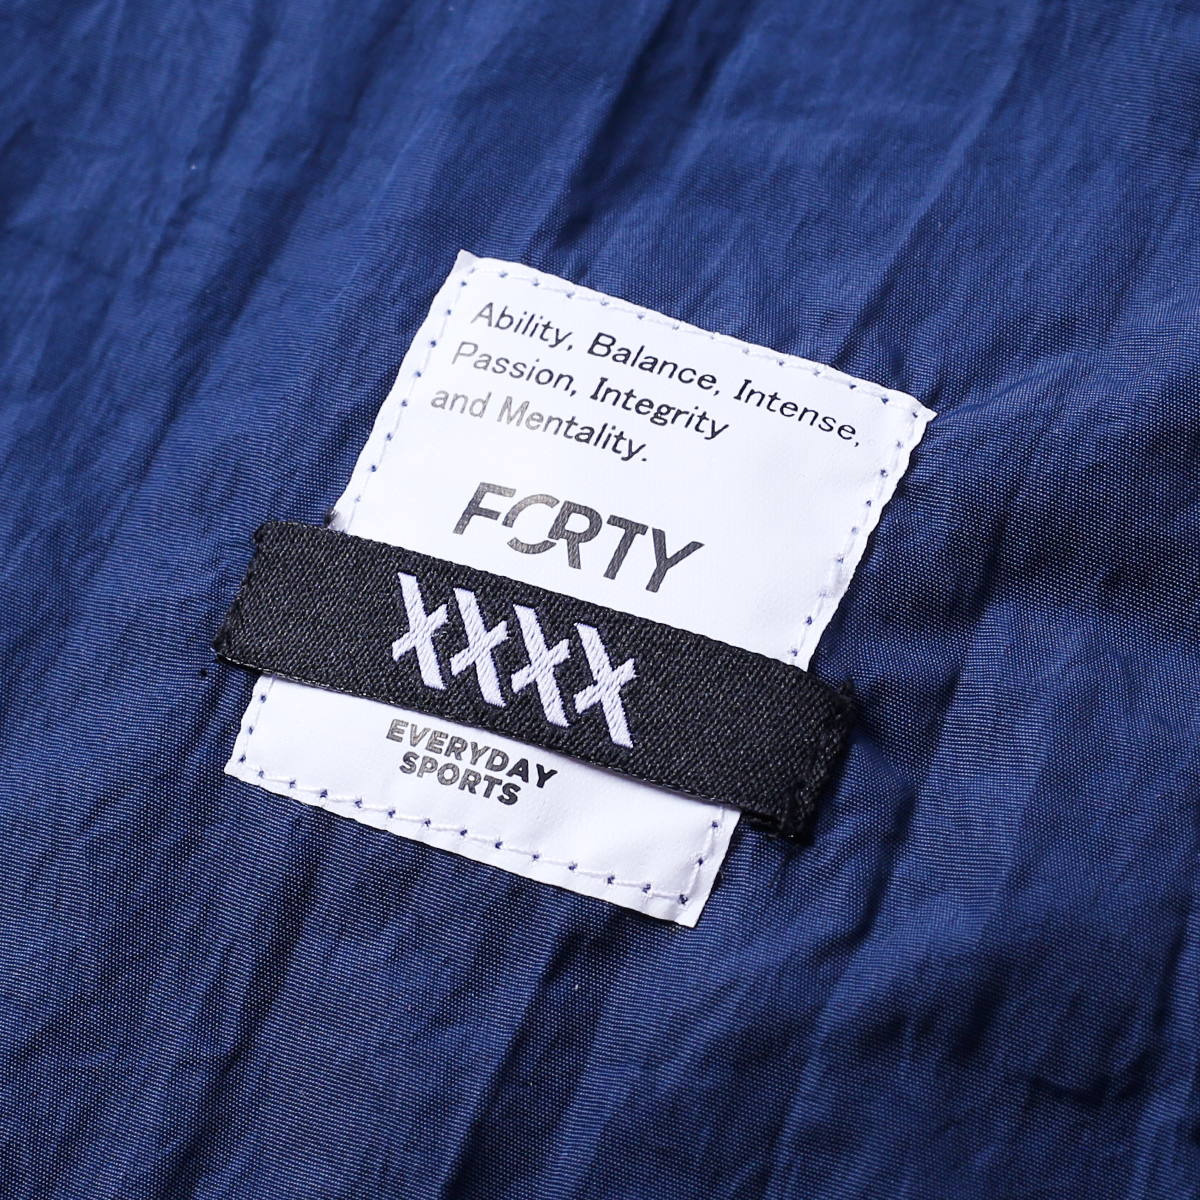 Ability, Balance, Intense,
Passion, Integrity
and Mentality.
FORTY
XXXX
EVERYDAY
SPORTS